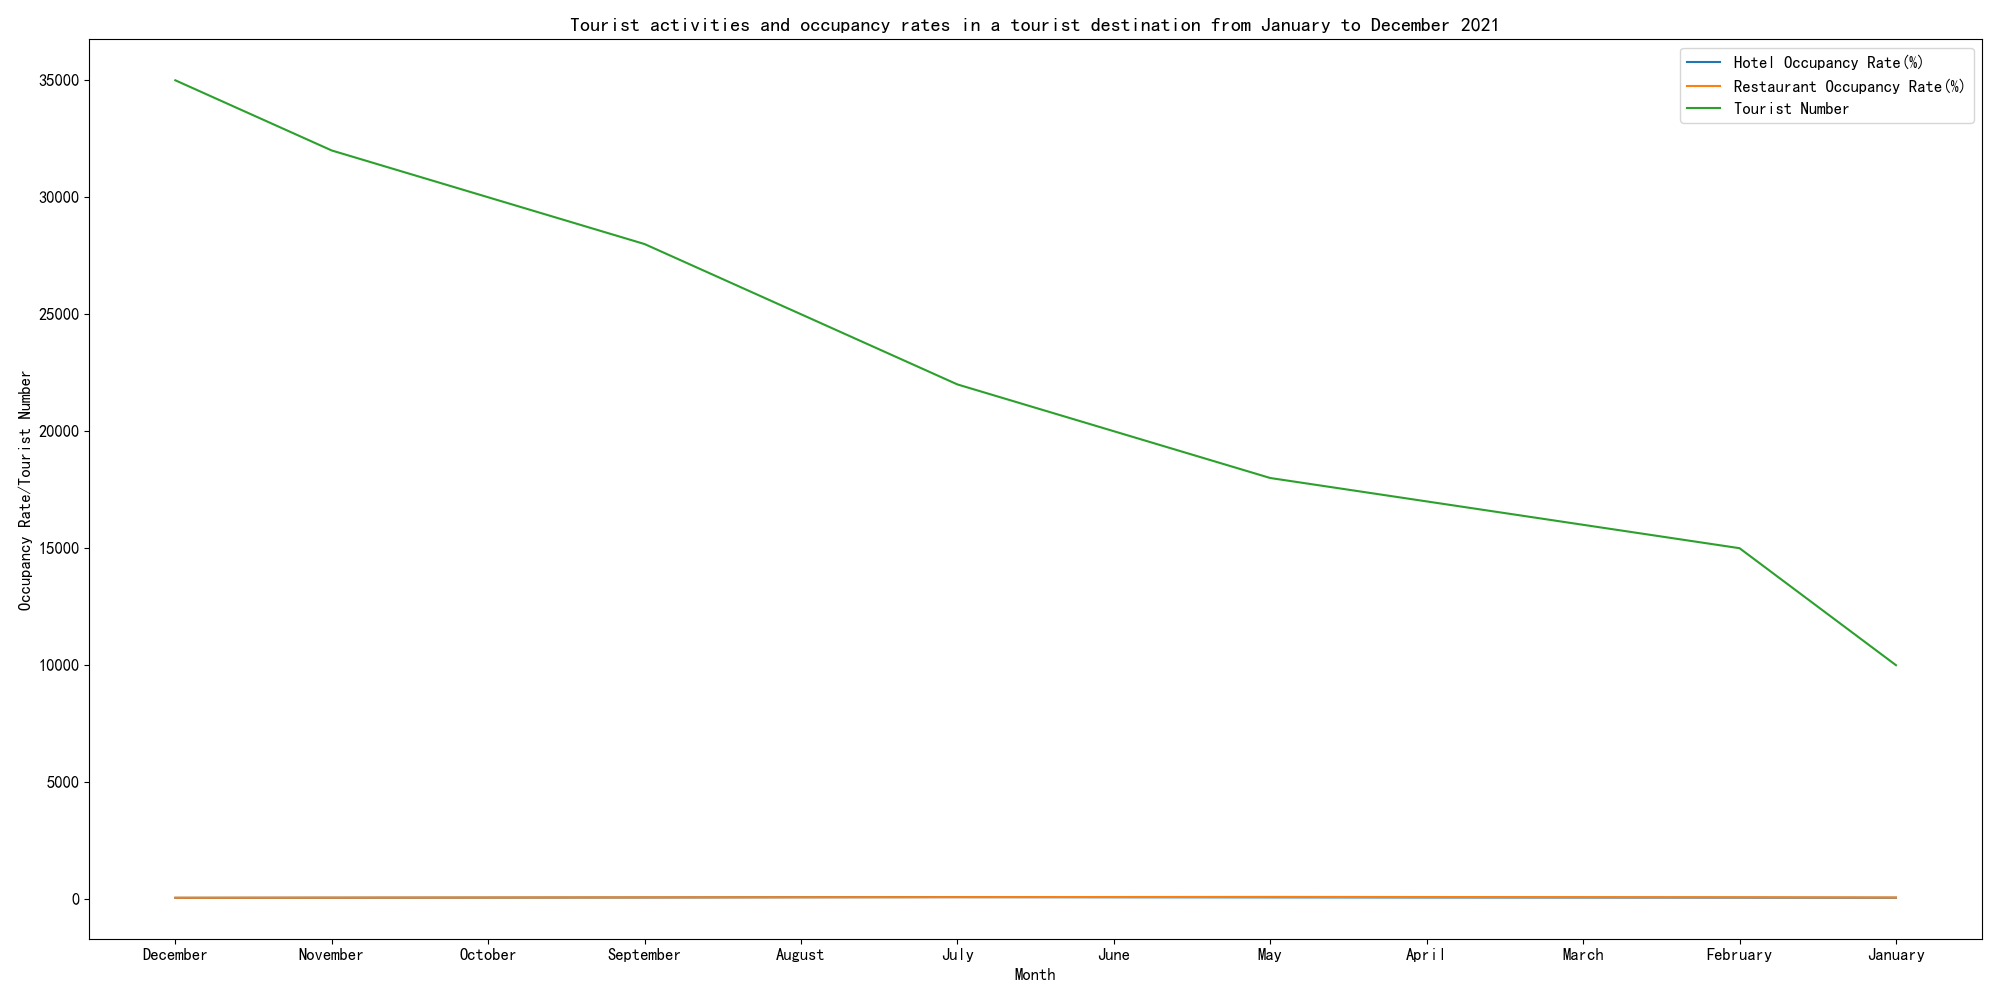 Tourist activities and occupancy rates in a tourist destination from January to December 2021
Hotel Occupancy Rate(%)
Restaurant Occupancy Rate(%)
Tourist Number
Occupancy Rate/Tourist Number
35000
30000
25000
20000
15000
10000
5000
0
December November October September August July June May April March February January
Month